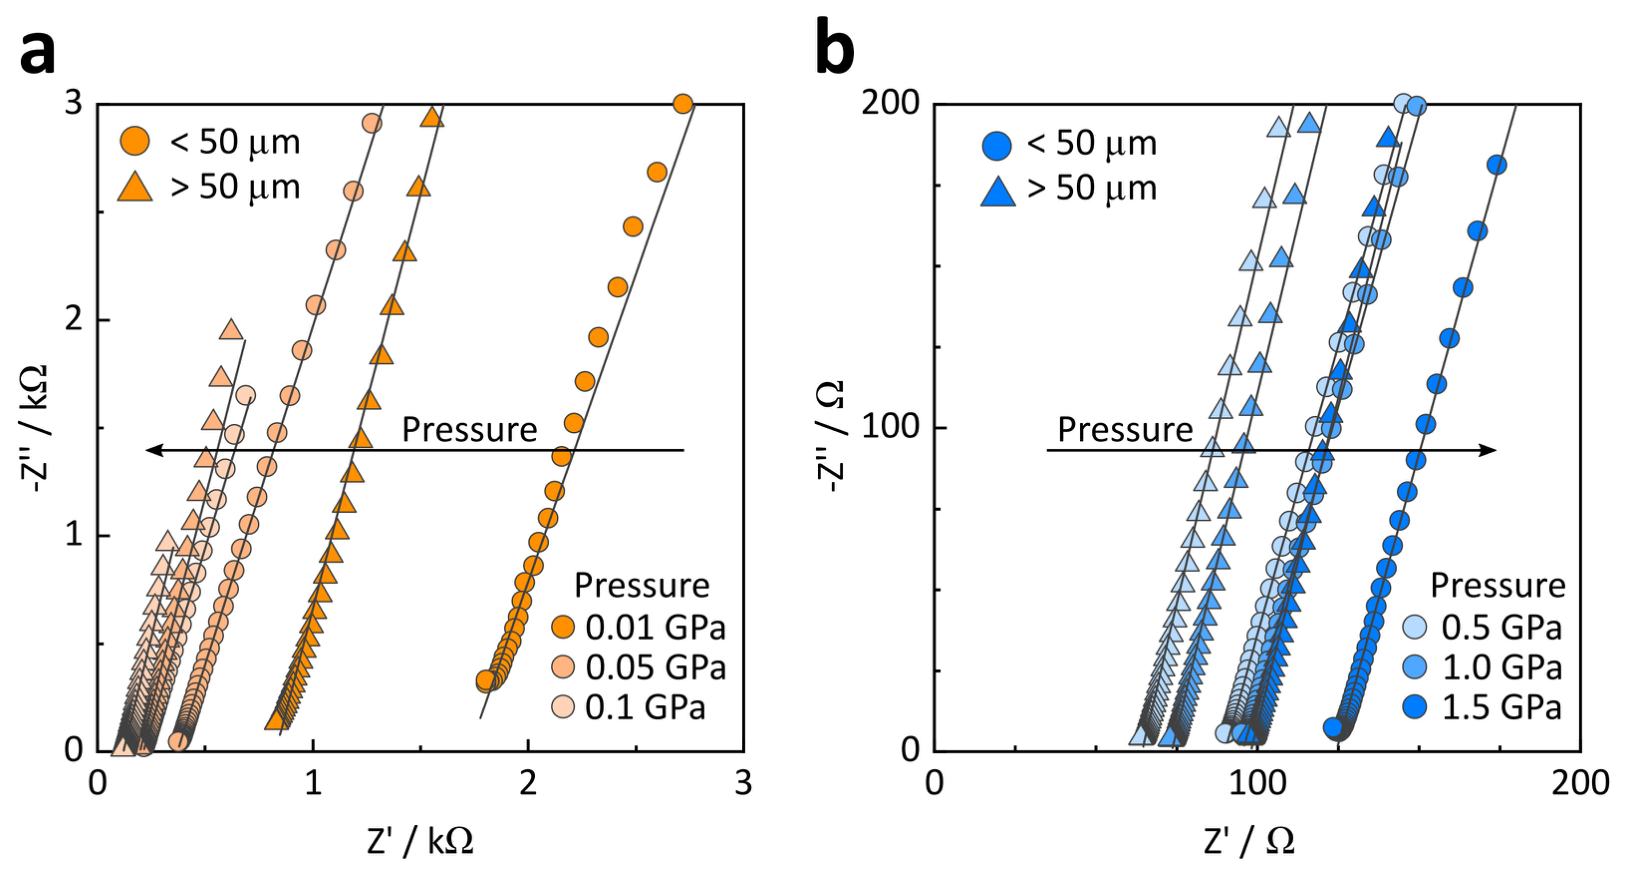 a
3
2
1
0
0
1
2
3
-Z'' / kΩ
Z' / kΩ
< 50 μm
> 50 μm
Pressure
Pressure
0.01 GPa
0.05 GPa
0.1 GPa
b
200
100
0
0
100
200
-Z'' / Ω
Z' / Ω
< 50 μm
> 50 μm
Pressure
Pressure
0.5 GPa
1.0 GPa
1.5 GPa